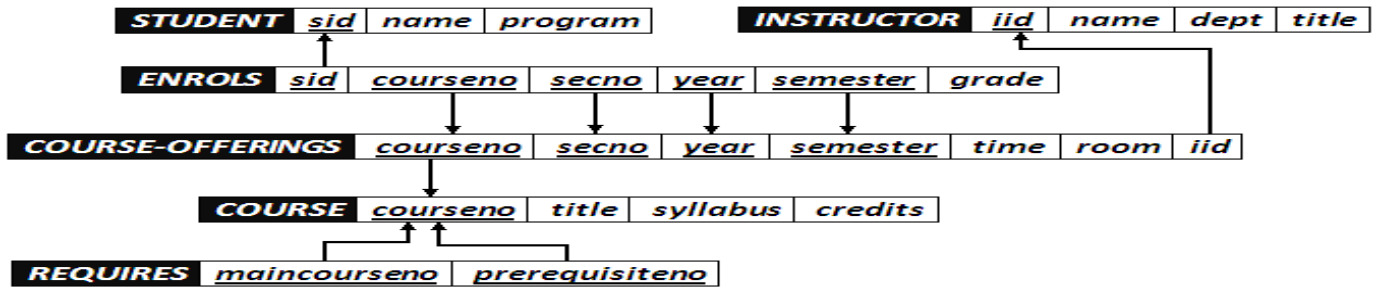 STUDENT sid name program INSTRUCTOR iid name dept title
ENROLS sid courseno secno year semester grade
COURSE-OFFERINGS courseno secno year semester time room iid
COURSE courseno title syllabus credits
REQUIRES maincourseno prerequisiteno